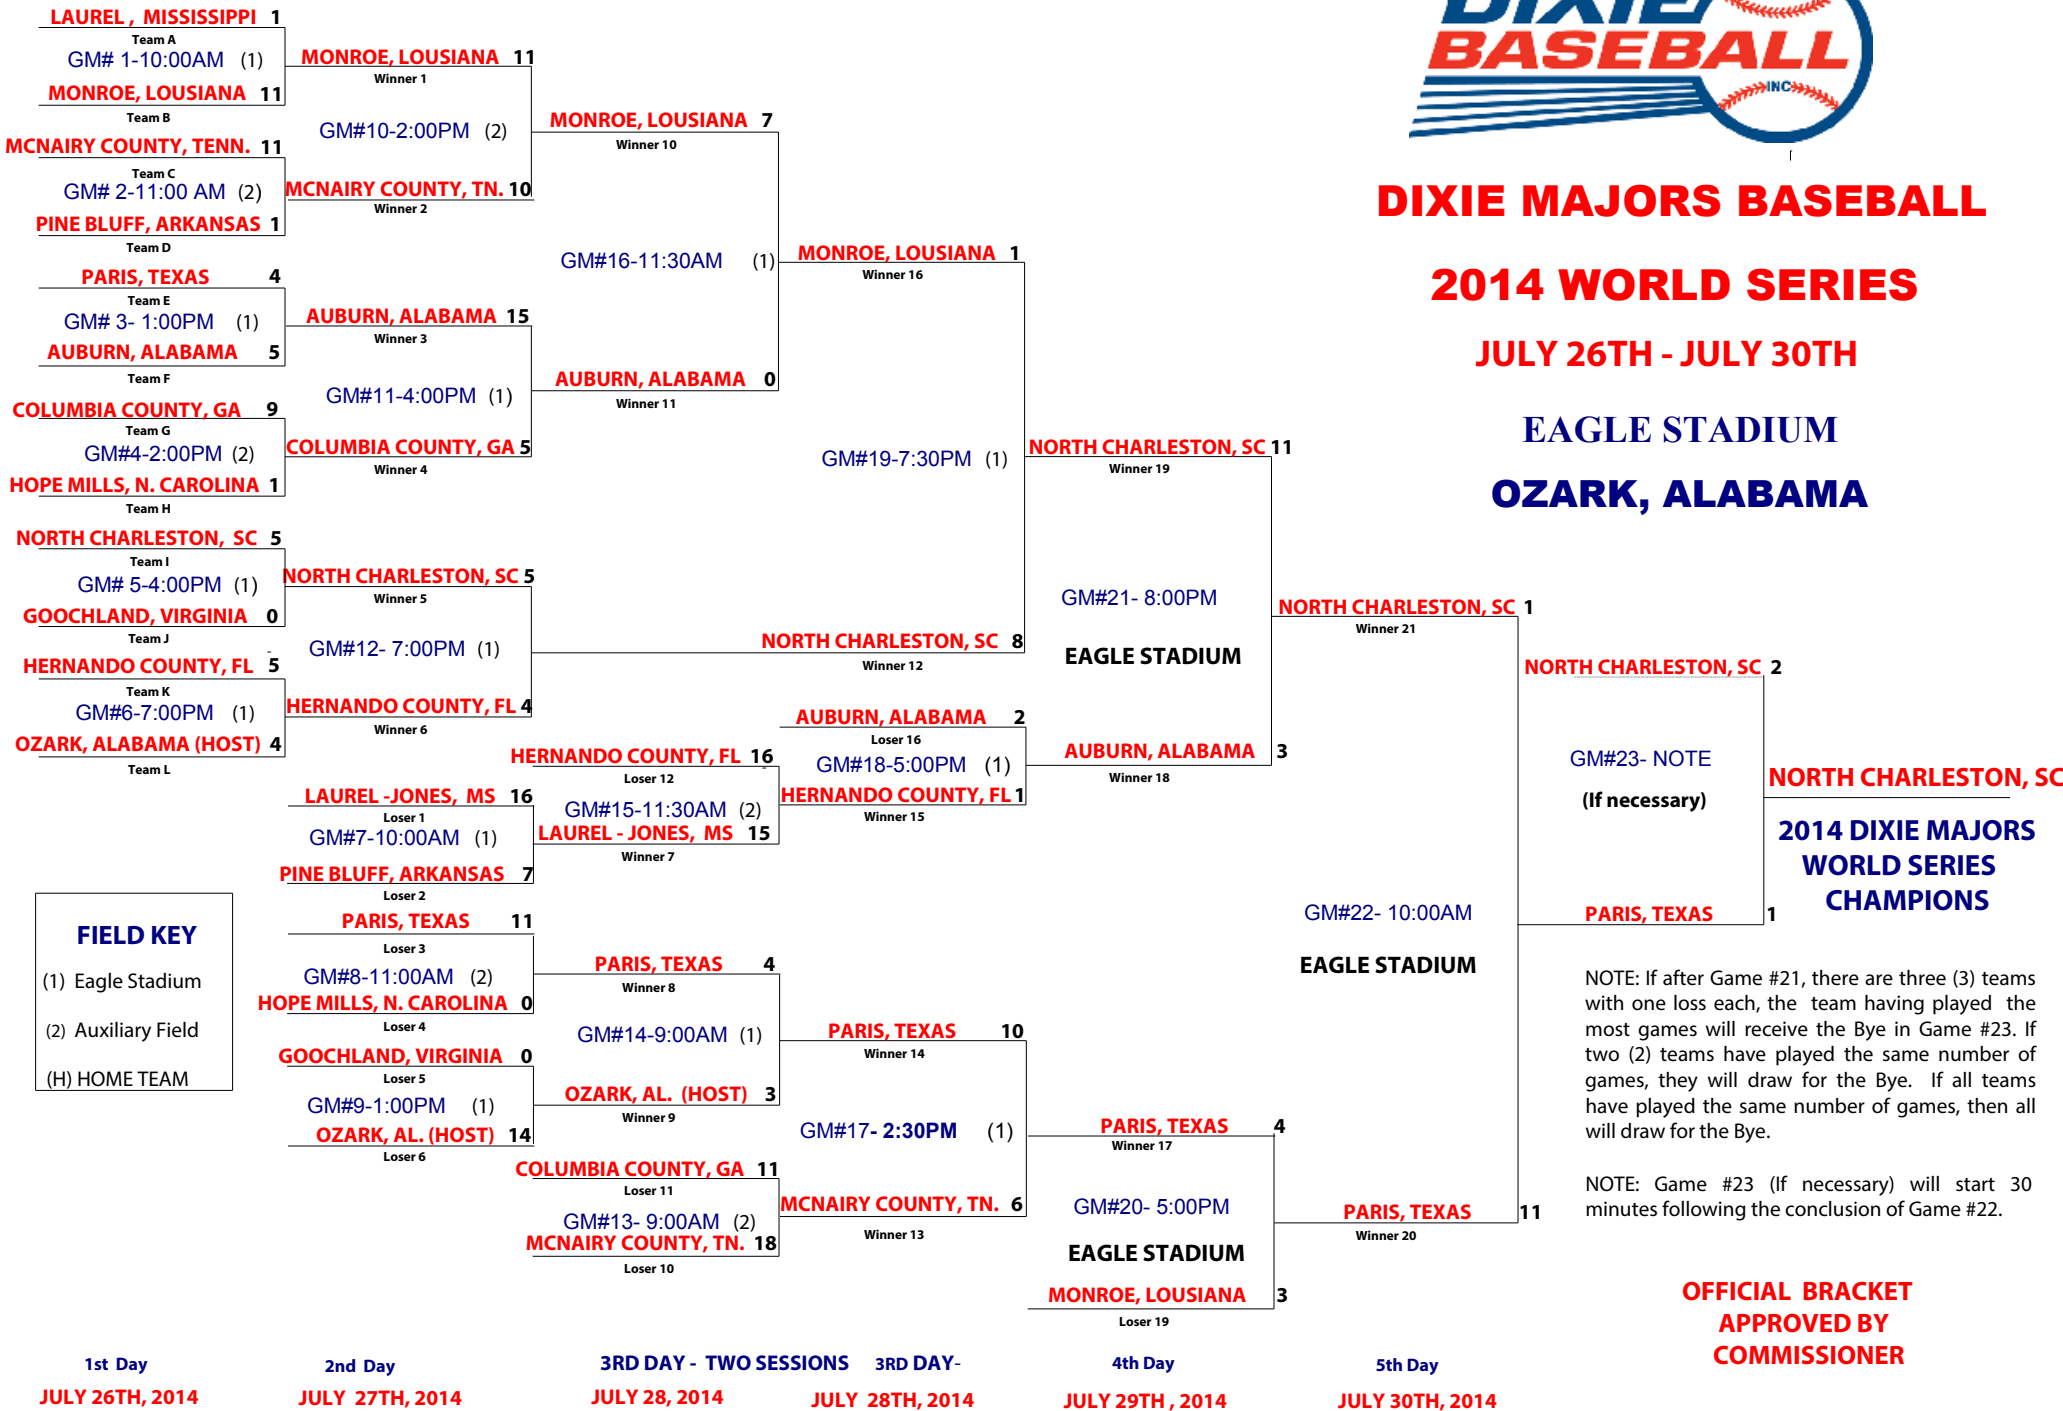 LAUREL , MISSISSIPPI 1
Team A
GM# 1-10:00AM (1)
MONROE, LOUSIANA 11
Team B
MCNAIRY COUNTY, TENN. 11
Team C
GM# 2-11:00 AM (2)
PINE BLUFF, ARKANSAS 1
Team D
PARIS, TEXAS 4
Team E
GM# 3- 1:00PM (1)
AUBURN, ALABAMA 5
Team F
COLUMBIA COUNTY, GA 9
Team G
GM#4-2:00PM (2)
HOPE MILLS, N. CAROLINA 1
Team H
NORTH CHARLESTON, SC 5
Team I
GM# 5-4:00PM (1)
GOOCHLAND, VIRGINIA 0
Team J
HERNANDO COUNTY, FL 5
Team K
GM#6-7:00PM (1)
OZARK, ALABAMA (HOST) 4
Team L
FIELD KEY
(1) Eagle Stadium
(2) Auxiliary Field
(H) HOME TEAM
MONROE, LOUSIANA 11
Winner 1
GM#10-2:00PM (2)
MCNAIRY COUNTY, TN. 10
Winner 2
AUBURN, ALABAMA 15
Winner 3
GM#11-4:00PM (1)
COLUMBIA COUNTY, GA 5
Winner 4
NORTH CHARLESTON, SC 5
Winner 5
GM#12- 7:00PM (1)
HERNANDO COUNTY, FL 4
Winner 6
LAUREL -JONES, MS 16
Loser 1
GM#7-10:00AM (1)
PINE BLUFF, ARKANSAS 7
Loser 2
PARIS, TEXAS 11
Loser 3
GM#8-11:00AM (2)
HOPE MILLS, N. CAROLINA 0
Loser 4
GOOCHLAND, VIRGINIA 0
Loser 5
GM#9-1:00PM (1)
OZARK, AL. (HOST) 14
Loser 6
MONROE, LOUSIANA 7
Winner 10
GM#16-11:30AM (1)
AUBURN, ALABAMA 0
Winner 11
HERNANDO COUNTY, FL 16
Loser 12
GM#15-11:30AM (2)
LAUREL - JONES, MS 15
Winner 7
PARIS, TEXAS 4
Winner 8
GM#14-9:00AM (1)
OZARK, AL. (HOST) 3
Winner 9
COLUMBIA COUNTY, GA 11
Loser 11
GM#13- 9:00AM (2)
MCNAIRY COUNTY, TN. 18
Loser 10
MONROE, LOUSIANA 1
Winner 16
GM#19-7:30PM (1)
NORTH CHARLESTON, SC 8
Winner 12
AUBURN, ALABAMA 2
Loser 16
GM#18-5:00PM (1)
HERNANDO COUNTY, FL 1
Winner 15
PARIS, TEXAS 10
Winner 14
GM#17- 2:30PM (1)
MCNAIRY COUNTY, TN. 6
Winner 13
NORTH CHARLESTON, SC 11
Winner 19
GM#21- 8:00PM
EAGLE STADIUM
AUBURN, ALABAMA 3
Winner 18
PARIS, TEXAS 4
Winner 17
GM#20- 5:00PM
EAGLE STADIUM
MONROE, LOUSIANA 3
Loser 19
NORTH CHARLESTON, SC 1
Winner 21
GM#22- 10:00AM
EAGLE STADIUM
PARIS, TEXAS 11
Winner 20
NORTH CHARLESTON, SC 2
GM#23- NOTE
(If necessary)
PARIS, TEXAS 1
NORTH CHARLESTON, SC
2014 DIXIE MAJORS
WORLD SERIES
CHAMPIONS
DIXIE
BASEBALL
INC
DIXIE MAJORS BASEBALL
2014 WORLD SERIES
JULY 26TH - JULY 30TH
EAGLE STADIUM
OZARK, ALABAMA
NOTE: If after Game #21, there are three (3) teams
with one loss each, the team having played the
most games will receive the Bye in Game #23. If
two (2) teams have played the same number of
games, they will draw for the Bye. If all teams
have played the same number of games, then all
will draw for the Bye.
NOTE: Game #23 (If necessary) will start 30
minutes following the conclusion of Game #22.
OFFICIAL BRACKET
APPROVED BY
COMMISSIONER
1st Day
JULY 26TH, 2014
2nd Day
JULY 27TH, 2014
3RD DAY - TWO SESSIONS
JULY 28, 2014
3RD DAY-
JULY 28TH, 2014
4th Day
JULY 29TH , 2014
5th Day
JULY 30TH, 2014